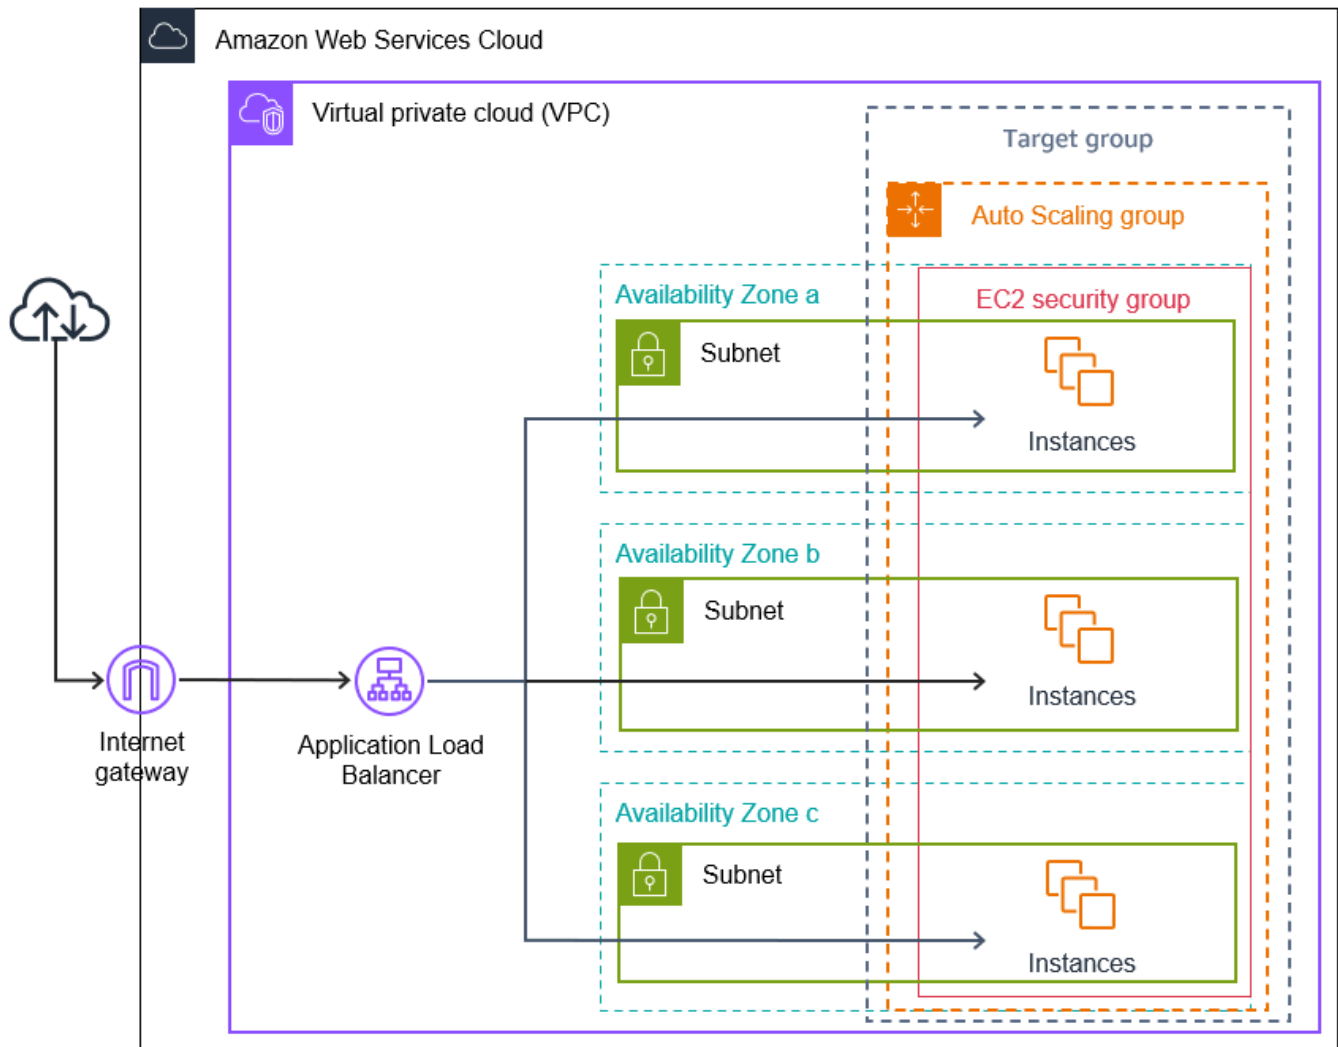 Amazon Web Services Cloud
Virtual private cloud (VPC)
Target group
Auto Scaling group
Availability Zone a
EC2 security group
Subnet
Instances
Availability Zone b
Subnet
Instances
Internet
gateway
Application Load
Balancer
Availability Zone c
Subnet
Instances